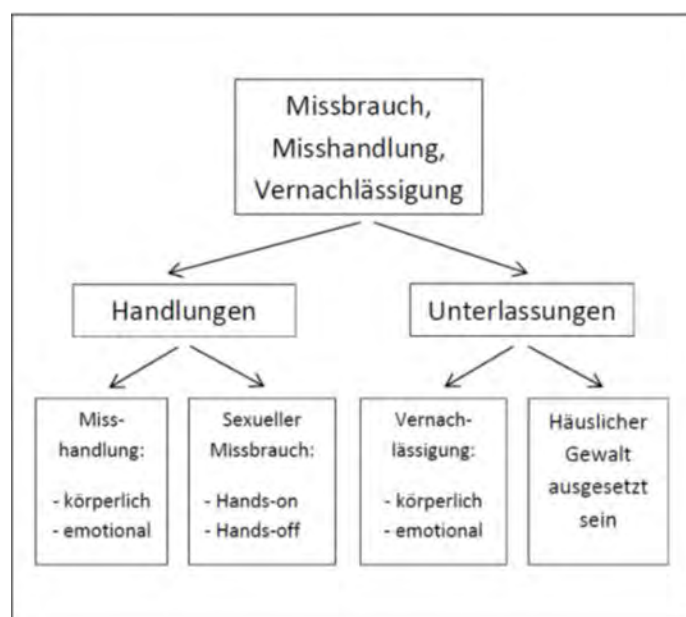 Missbrauch,
Misshandlung,
Vernachlässigung
Handlungen
Unterlassungen
Miss-
handlung:
- körperlich
- emotional
Sexueller
Missbrauch:
- Hands-on
- Hands-off
Vernach-
lässigung:
- körperlich
- emotional
Häuslicher
Gewalt
ausgesetzt
sein